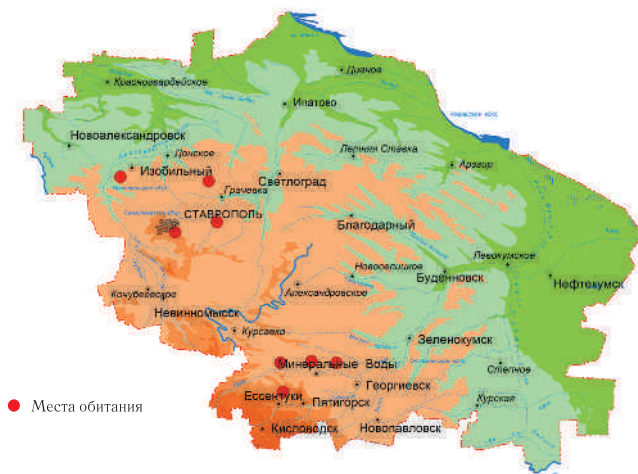 Красногвардейское
Дивное
Ипатово
Новоалександровск
Донское
Изобильный
Летняя Ставка
Арзгир
Светлоград
Грачевка
СТАВРОПОЛЬ
Благодарный
Левокумское
Новоселицкое
Буденновск
Нефтекумск
Кочубеевское
Александровское
Невинномысск
Курсавка
Зеленокумск
Минеральные Воды
Степное
Георгиевск
Ессентуки
Пятигорск
Курская
Места обитания
Кисловодск
Новопавловск